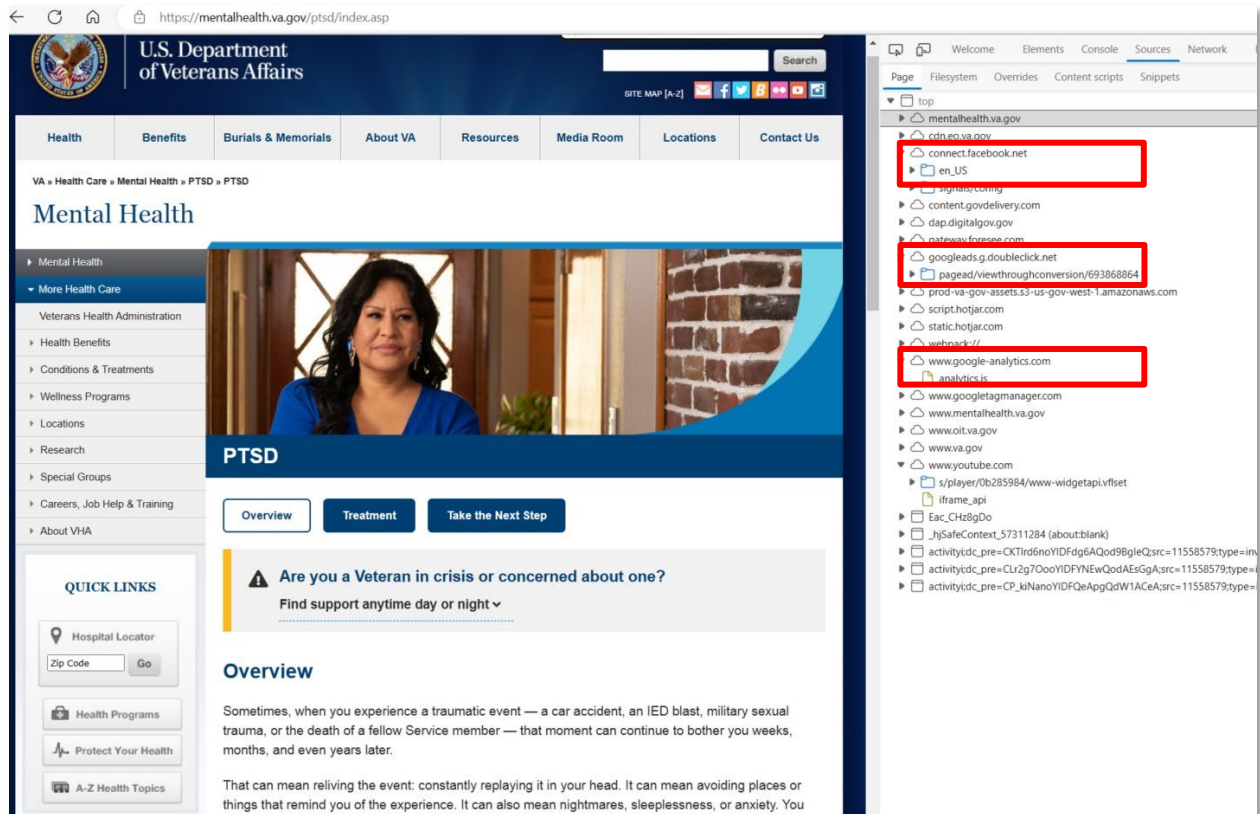 https://mentalhealth.va.gov/ptsd/index.asp
U.S. Department
of Veterans Affairs
Search
SITE MAP [A-Z]
Health
Benefits
Burials & Memorials
About VA
Resources
Media Room
Locations
Contact Us
VA » Health Care » Mental Health » PTSD » PTSD
Mental Health
Mental Health
More Health Care
Veterans Health Administration
Health Benefits
Conditions & Treatments
Wellness Programs
Locations
Research
Special Groups
Careers, Job Help & Training
About VHA
QUICK LINKS
Hospital Locator
Zip Code
Go
Health Programs
Protect Your Health
A-Z Health Topics
PTSD
Overview
Treatment
Take the Next Step
Are you a Veteran in crisis or concerned about one?
Find support anytime day or night
Overview
Sometimes, when you experience a traumatic event — a car accident, an IED blast, military sexual
trauma, or the death of a fellow Service member — that moment can continue to bother you weeks,
months, and even years later.
That can mean reliving the event: constantly replaying it in your head. It can mean avoiding places or
things that remind you of the experience. It can also mean nightmares, sleeplessness, or anxiety. You
Welcome
Elements
Console
Sources
Network
Page
Filesystem
Overrides
Content scripts
Snippets
top
mentalhealth.va.gov
cdn.eo.va.gov
connect.facebook.net
en_US
signals/config
content.govdelivery.com
dap.digitalgov.gov
gateway.foresee.com
googleads.g.doubleclick.net
pagead/viewthroughconversion/693868864
prod-va-gov-assets.s3-us-gov-west-1.amazonaws.com
script.hotjar.com
static.hotjar.com
webpack://
www.google-analytics.com
analytics.js
www.googletagmanager.com
www.mentalhealth.va.gov
www.oit.va.gov
www.va.gov
www.youtube.com
s/player/0b285984/www-widgetapi.vflset
iframe_api
Eac_CHz8gDo
_hjSafeContext_57311284 (about:blank)
activityi;dc_pre=CKTlrd6noYIDFdg6AQod9BgIeQ;src=11558579;type=inv
activityi;dc_pre=CLr2g7OooYIDFYNEwQodAEsGgA;src=11558579;type=i
activityi;dc_pre=CP_kiNanoYIDFQeApgQdW1ACeA;src=11558579;type=